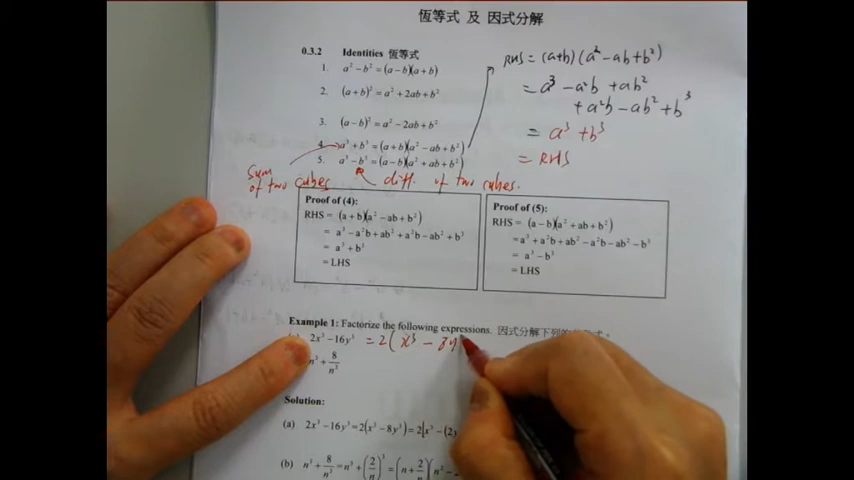 恆等式 及 因式分解
0.3.2 Identities 恆等式
1. a² − b² = (a − b)(a + b)
2. (a + b)² = a² + 2ab + b²
3. (a − b)² = a² − 2ab + b²
4. a³ + b³ = (a + b)(a² − ab + b²)
5. a³ − b³ = (a − b)(a² + ab + b²)
RHS = (a+b)(a² − ab + b²)
= a³ − a²b + ab²
+ a²b − ab² + b³
= a³ + b³
= RHS
Sum
of two cubes
diff. of two cubes.
Proof of (4):
RHS = (a + b)(a² − ab + b²)
= a³ − a²b + ab² + a²b − ab² + b³
= a³ + b³
= LHS
Proof of (5):
RHS = (a − b)(a² + ab + b²)
= a³ + a²b + ab² − a²b − ab² − b³
= a³ − b³
= LHS
Example 1: Factorize the following expressions. 因式分解下列的
2x³ − 16y³ = 2( x³ − 8y
n³ + 8/n³
Solution:
(a) 2x³ − 16y³ = 2(x³ − 8y³) = 2[x³ − (2y
(b) n³ + 8/n³ = n³ + (2/n)³ = (n + 2/n)(n² −